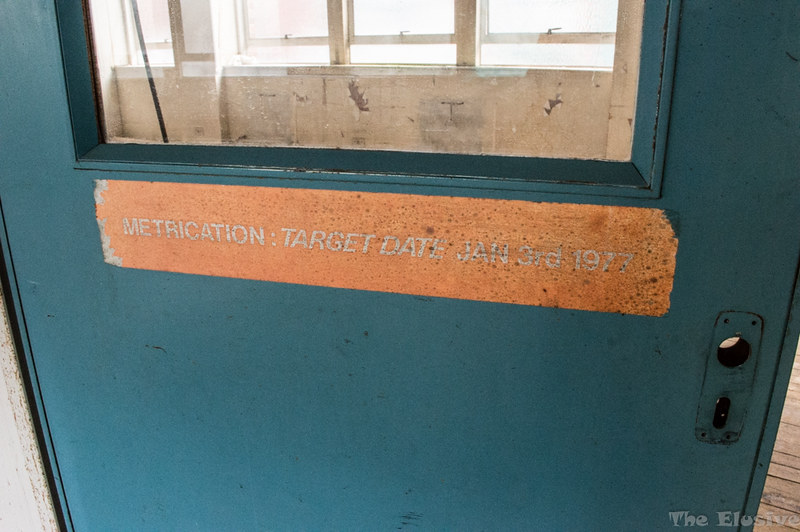 METRICATION : TARGET DATE JAN 3rd 1977
The Elusive